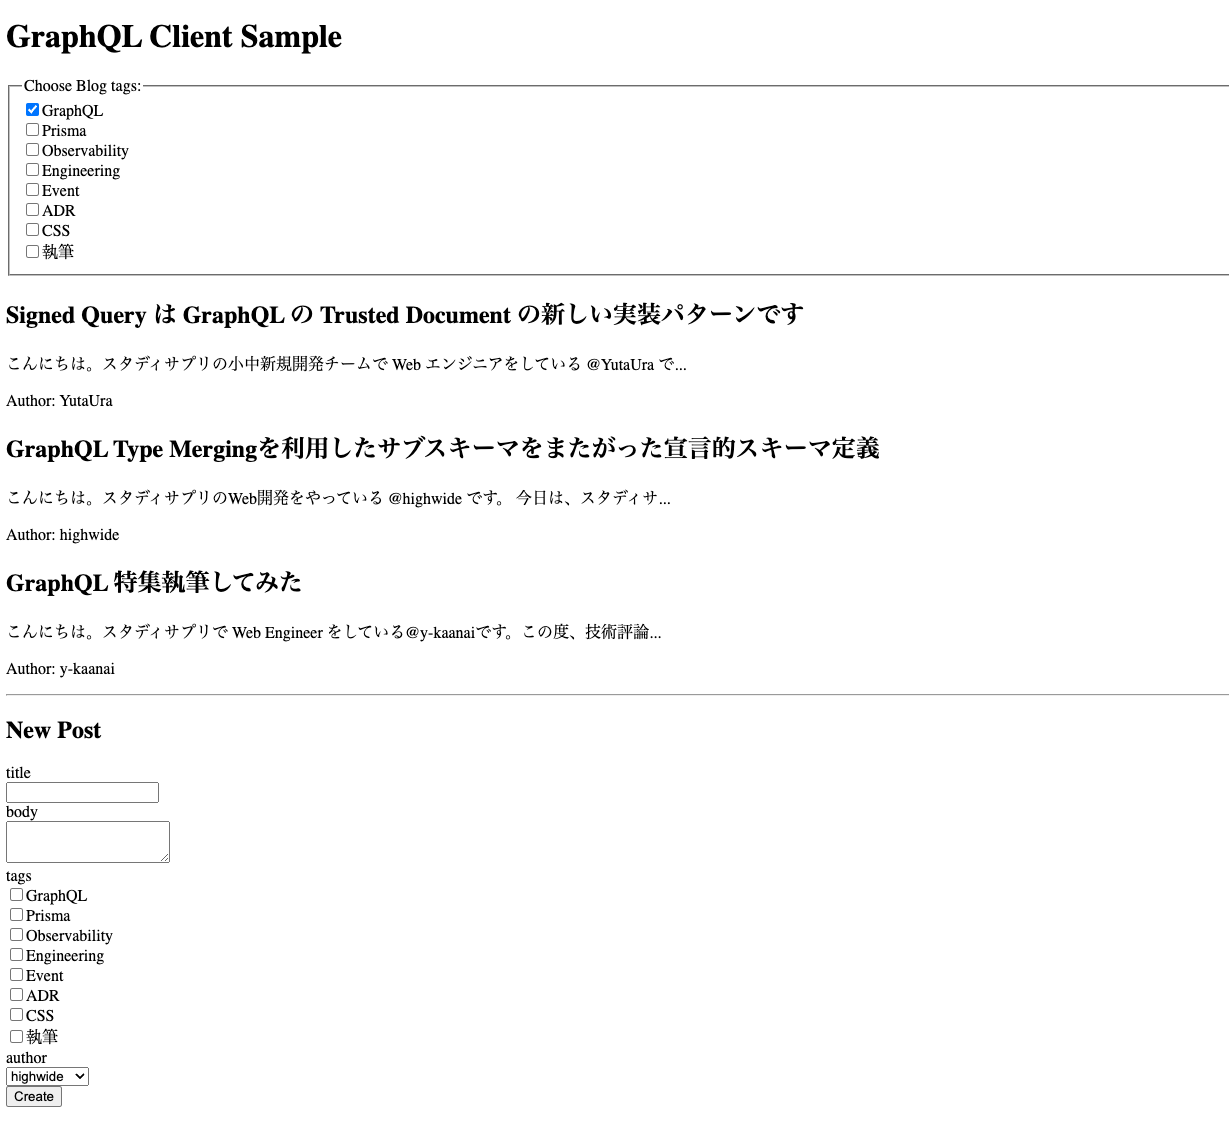 GraphQL Client Sample
Choose Blog tags:
GraphQL
Prisma
Observability
Engineering
Event
ADR
CSS
執筆
Signed Query は GraphQL の Trusted Document の新しい実装パターンです
こんにちは。スタディサプリの小中新規開発チームで Web エンジニアをしている @YutaUra で...
Author: YutaUra
GraphQL Type Mergingを利用したサブスキーマをまたがった宣言的スキーマ定義
こんにちは。スタディサプリのWeb開発をやっている @highwide です。 今日は、スタディサ...
Author: highwide
GraphQL 特集執筆してみた
こんにちは。スタディサプリで Web Engineer をしている@y-kaanaiです。この度、技術評論...
Author: y-kaanai
New Post
title
body
tags
GraphQL
Prisma
Observability
Engineering
Event
ADR
CSS
執筆
author
highwide
Create